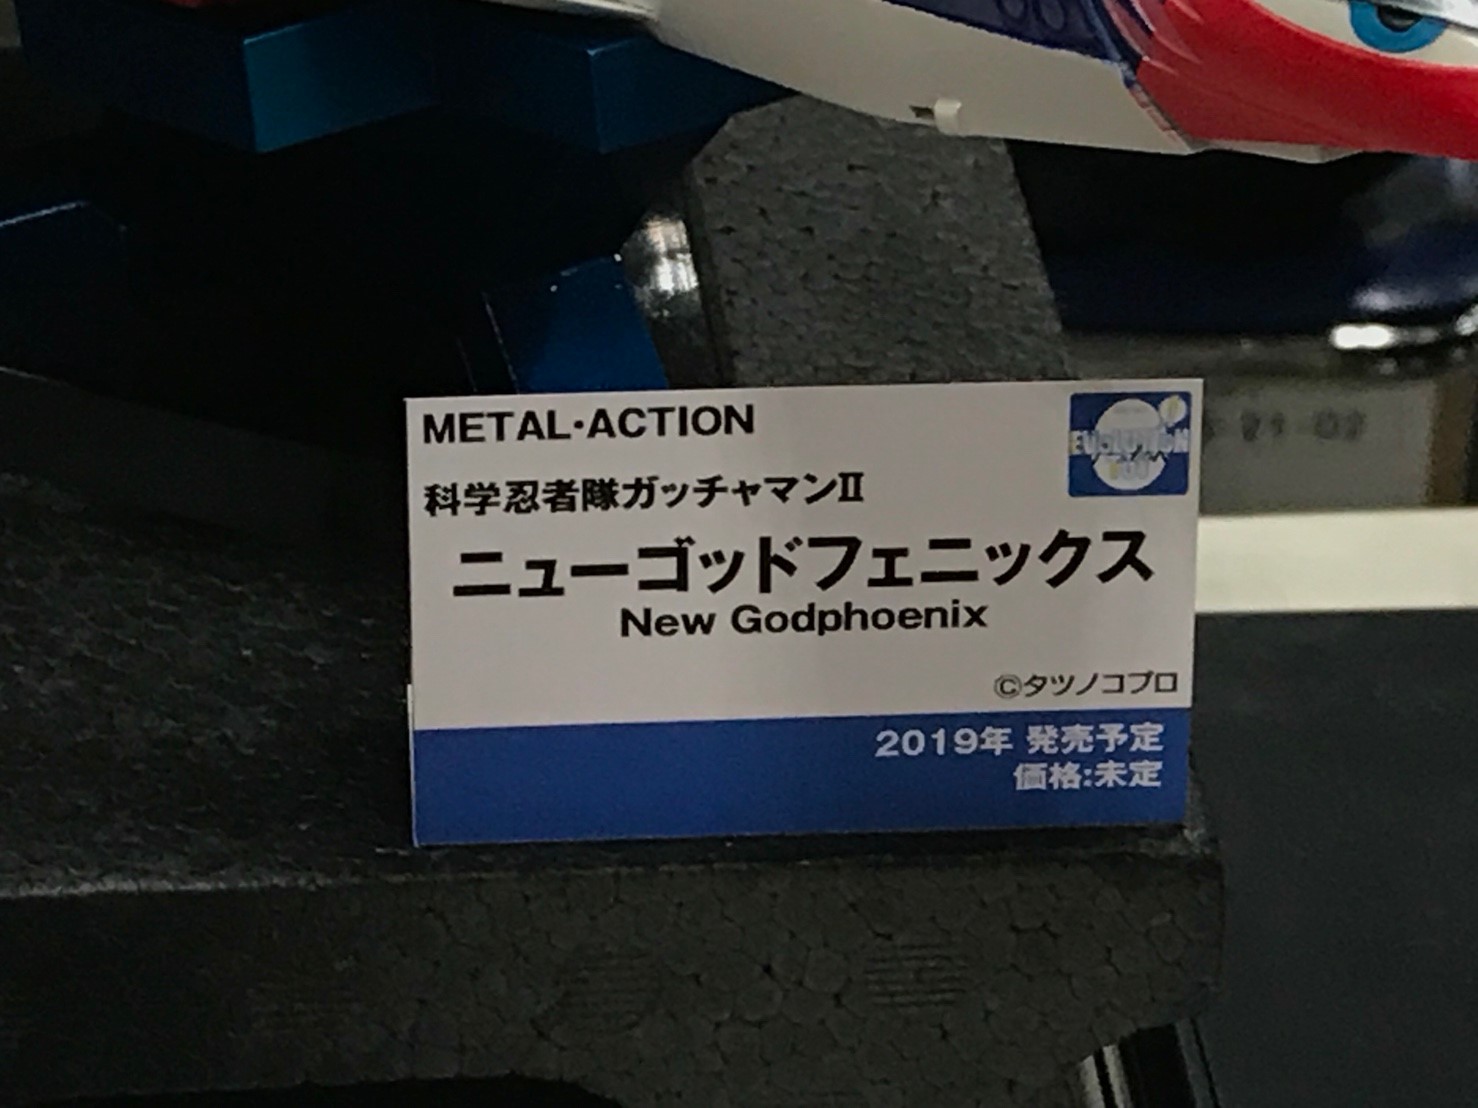 METAL・ACTION
科学忍者隊ガッチャマンⅡ
ニューゴッドフェニックス
New Godphoenix
©タツノコプロ
2019年 発売予定
価格:未定
EVOLUTION